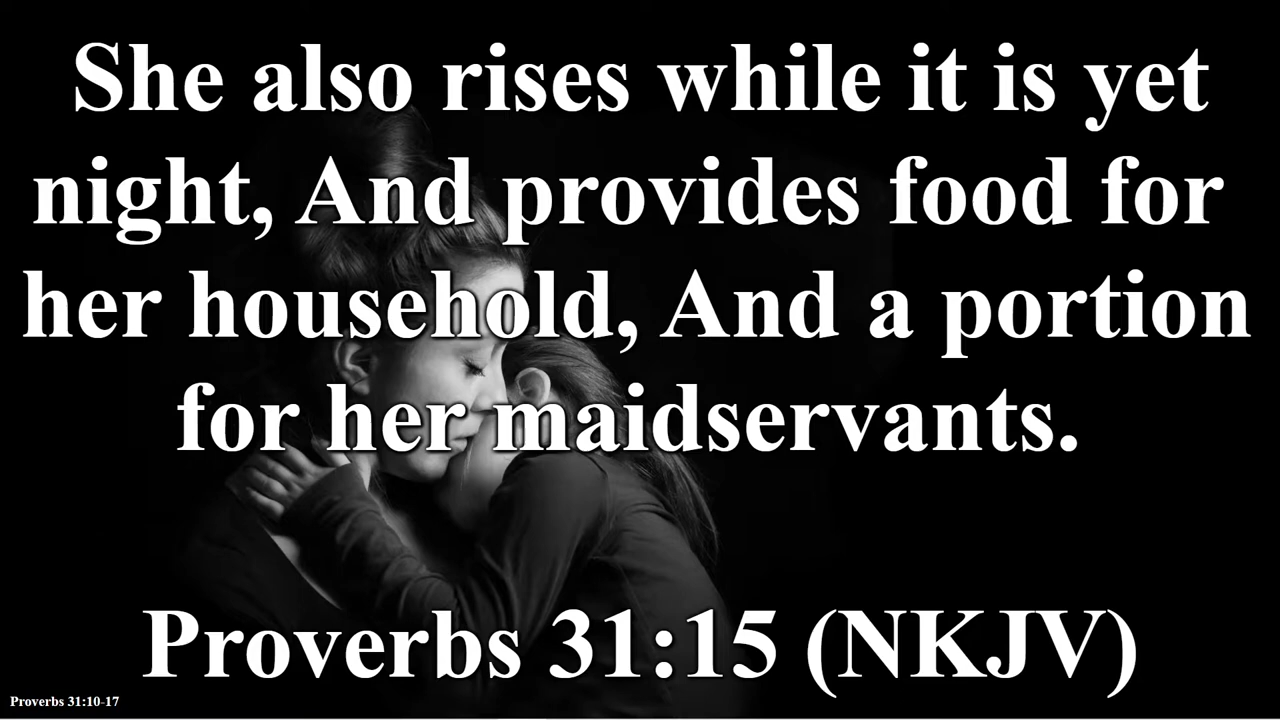 She also rises while it is yet
night, And provides food for
her household, And a portion
for her maidservants.
Proverbs 31:15 (NKJV)
Proverbs 31:10-17